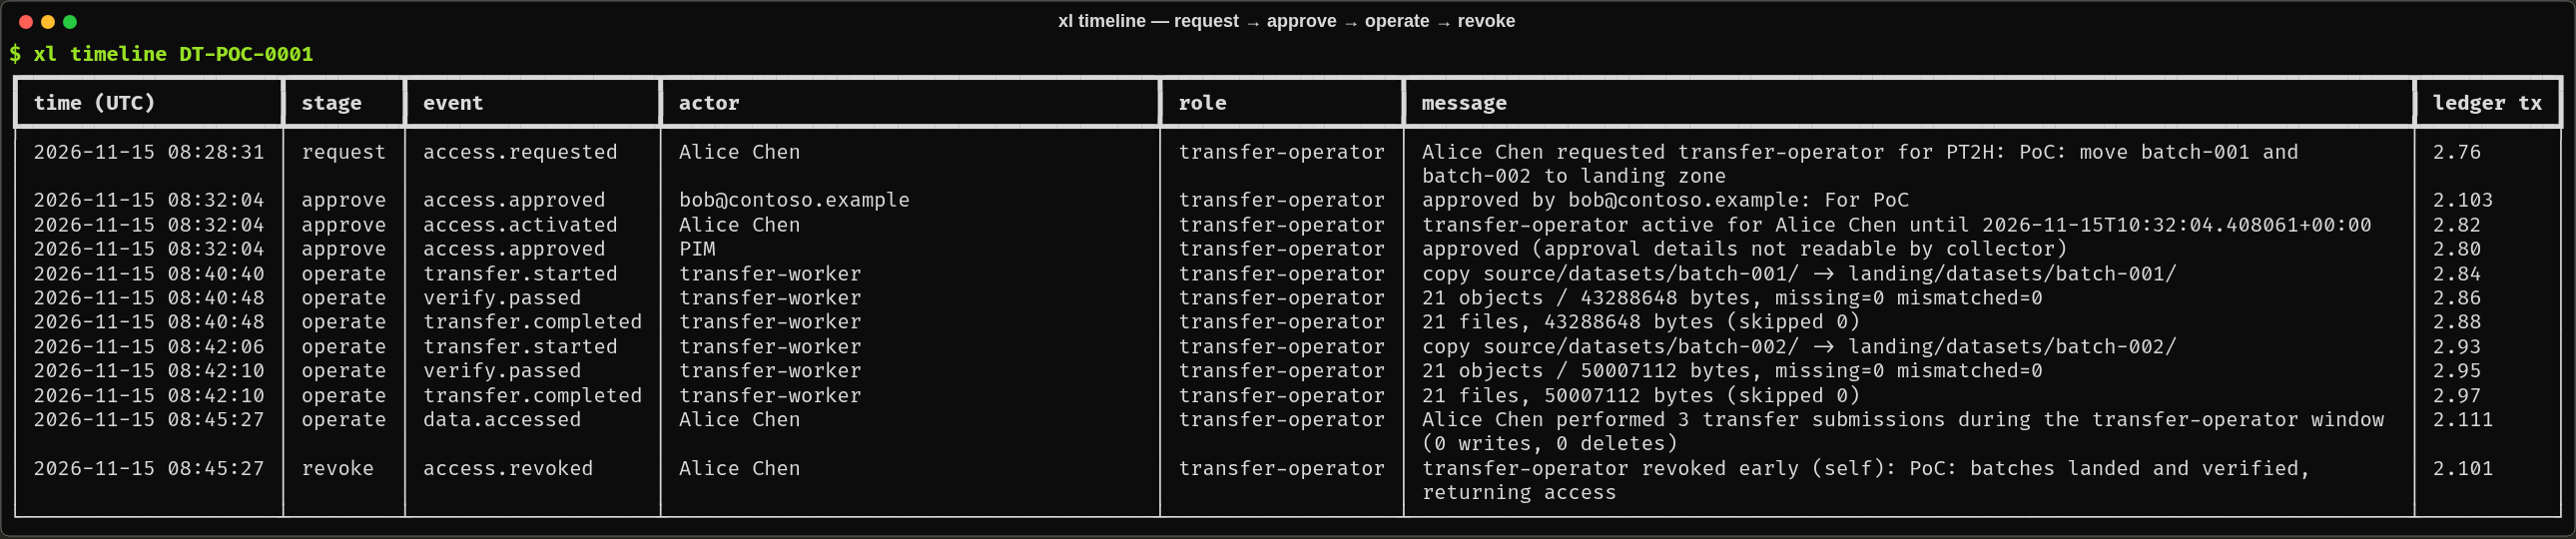 xl timeline — request → approve → operate → revoke
$ xl timeline DT-POC-0001
time (UTC) stage event actor role message ledger tx
2026-11-15 08:28:31 request access.requested Alice Chen transfer-operator Alice Chen requested transfer-operator for PT2H: PoC: move batch-001 and 2.76
batch-002 to landing zone
2026-11-15 08:32:04 approve access.approved bob@contoso.example transfer-operator approved by bob@contoso.example: For PoC 2.103
2026-11-15 08:32:04 approve access.activated Alice Chen transfer-operator transfer-operator active for Alice Chen until 2026-11-15T10:32:04.408061+00:00 2.82
2026-11-15 08:32:04 approve access.approved PIM transfer-operator approved (approval details not readable by collector) 2.80
2026-11-15 08:40:40 operate transfer.started transfer-worker transfer-operator copy source/datasets/batch-001/ → landing/datasets/batch-001/ 2.84
2026-11-15 08:40:48 operate verify.passed transfer-worker transfer-operator 21 objects / 43288648 bytes, missing=0 mismatched=0 2.86
2026-11-15 08:40:48 operate transfer.completed transfer-worker transfer-operator 21 files, 43288648 bytes (skipped 0) 2.88
2026-11-15 08:42:06 operate transfer.started transfer-worker transfer-operator copy source/datasets/batch-002/ → landing/datasets/batch-002/ 2.93
2026-11-15 08:42:10 operate verify.passed transfer-worker transfer-operator 21 objects / 50007112 bytes, missing=0 mismatched=0 2.95
2026-11-15 08:42:10 operate transfer.completed transfer-worker transfer-operator 21 files, 50007112 bytes (skipped 0) 2.97
2026-11-15 08:45:27 operate data.accessed Alice Chen transfer-operator Alice Chen performed 3 transfer submissions during the transfer-operator window 2.111
(0 writes, 0 deletes)
2026-11-15 08:45:27 revoke access.revoked Alice Chen transfer-operator transfer-operator revoked early (self): PoC: batches landed and verified, 2.101
returning access